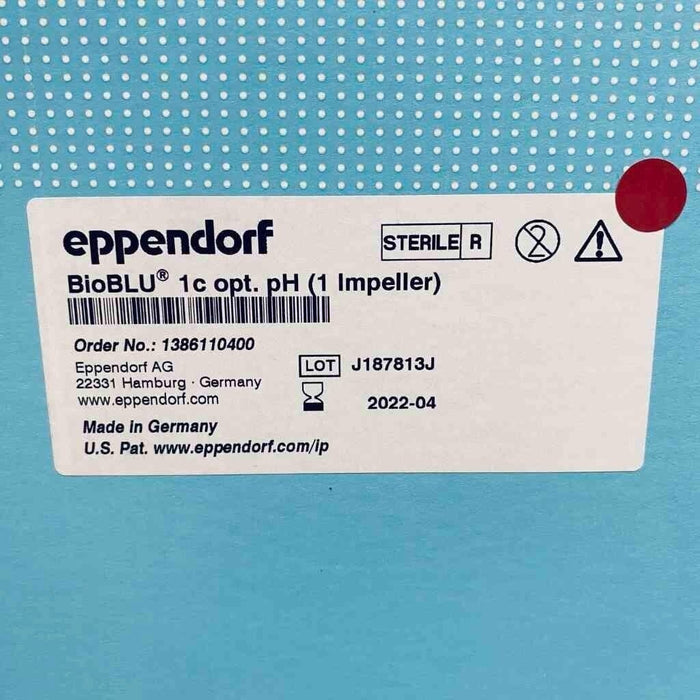 eppendorf
STERILE R
2
BioBLU® 1c opt. pH (1 Impeller)
Order No.: 1386110400
Eppendorf AG
22331 Hamburg · Germany
www.eppendorf.com
LOT J187813J
2022-04
Made in Germany
U.S. Pat. www.eppendorf.com/ip